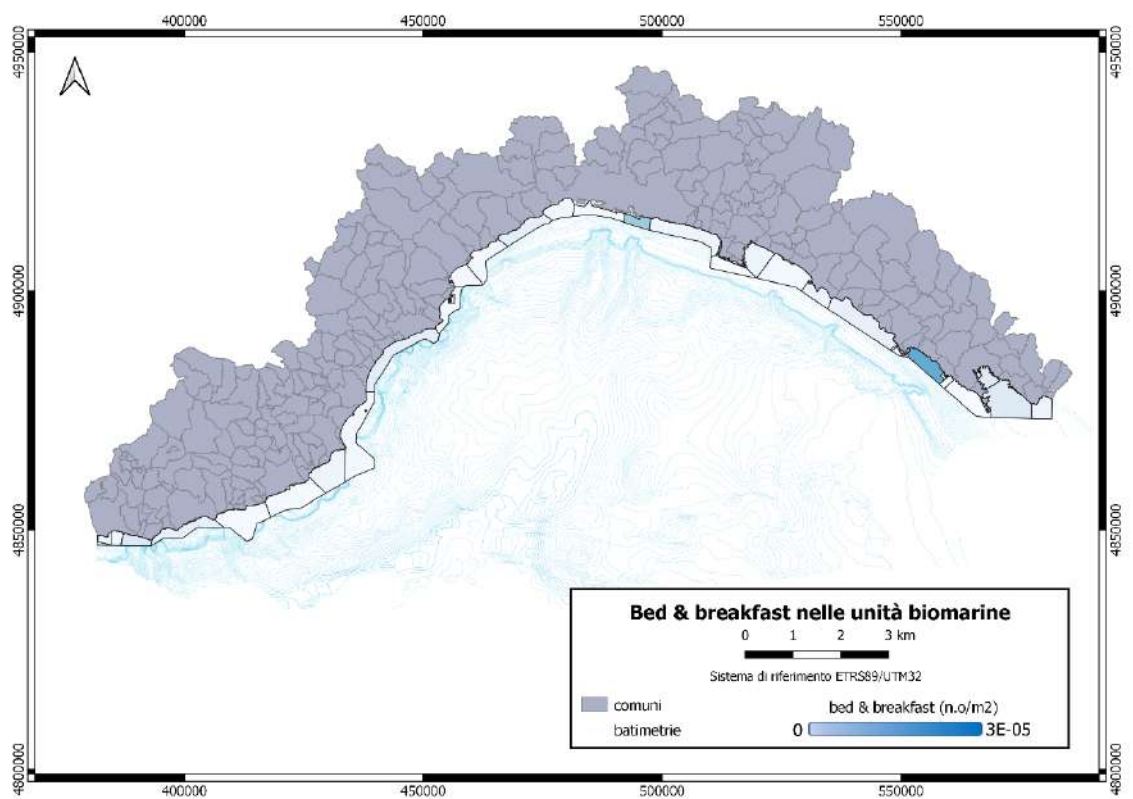 400000 450000 500000 550000
4950000 4950000
4900000 4900000
4850000 4850000
4800000 4800000
Bed & breakfast nelle unità biomarine
0 1 2 3 km
Sistema di riferimento ETRS89/UTM32
comuni
batimetrie
bed & breakfast (n.o/m2)
0 3E-05
400000 450000 500000 550000